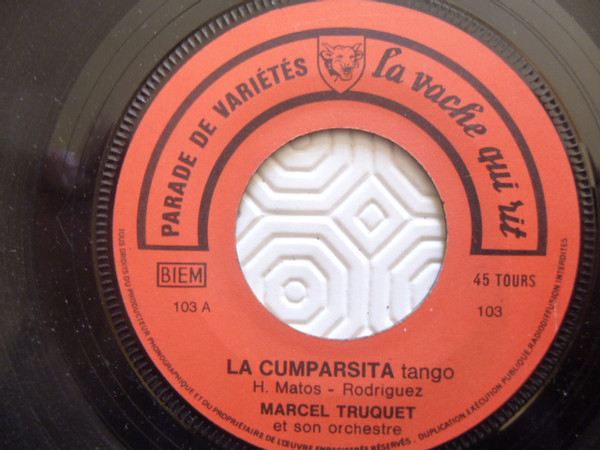 PARADE DE VARIÉTÉS
la vache qui rit
BIEM
45 TOURS
103 A
103
LA CUMPARSITA tango
H. Matos - Rodriguez
MARCEL TRUQUET
et son orchestre
TOUS DROITS DU PRODUCTEUR PHONOGRAPHIQUE ET DU PROPRIÉTAIRE DE L'ŒUVRE ENREGISTRÉE RÉSERVÉS. DUPLICATION EXÉCUTION PUBLIQUE, RADIODIFFUSION INTERDITES